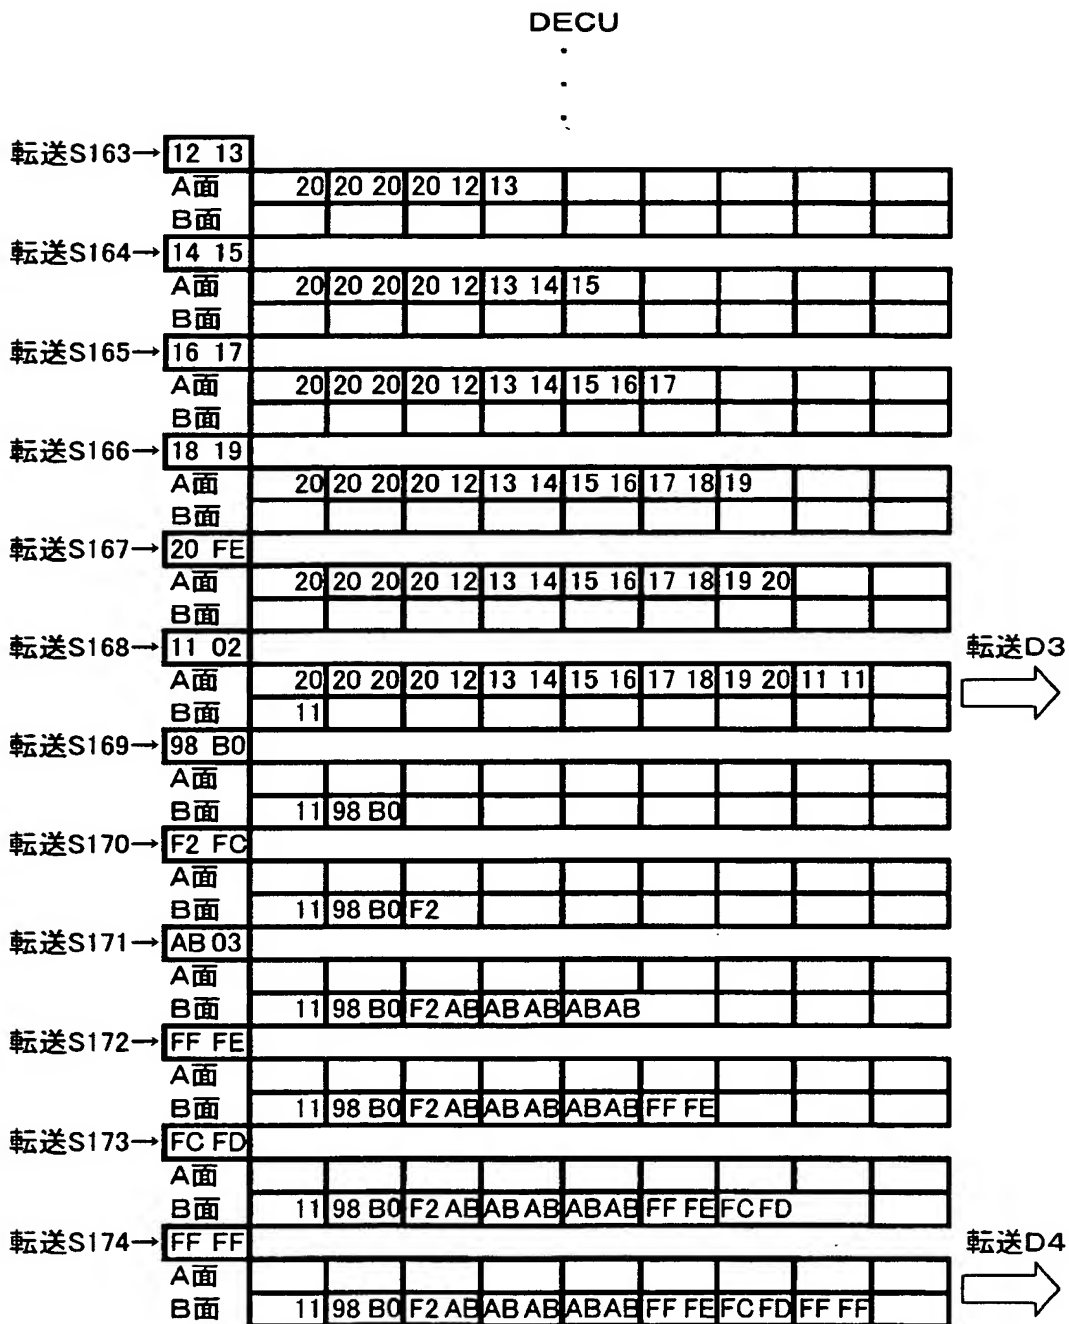 DECU
転送S163→ 12 13
A面 20 20 20 20 12 13
B面
転送S164→ 14 15
A面 20 20 20 20 12 13 14 15
B面
転送S165→ 16 17
A面 20 20 20 20 12 13 14 15 16 17
B面
転送S166→ 18 19
A面 20 20 20 20 12 13 14 15 16 17 18 19
B面
転送S167→ 20 FE
A面 20 20 20 20 12 13 14 15 16 17 18 19 20
B面
転送S168→ 11 02 転送D3
A面 20 20 20 20 12 13 14 15 16 17 18 19 20 11 11
B面 11
転送S169→ 98 B0
A面
B面 11 98 B0
転送S170→ F2 FC
A面
B面 11 98 B0 F2
転送S171→ AB 03
A面
B面 11 98 B0 F2 AB AB AB AB AB
転送S172→ FF FE
A面
B面 11 98 B0 F2 AB AB AB AB AB FF FE
転送S173→ FC FD
A面
B面 11 98 B0 F2 AB AB AB AB AB FF FE FC FD
転送S174→ FF FF 転送D4
A面
B面 11 98 B0 F2 AB AB AB AB AB FF FE FC FD FF FF